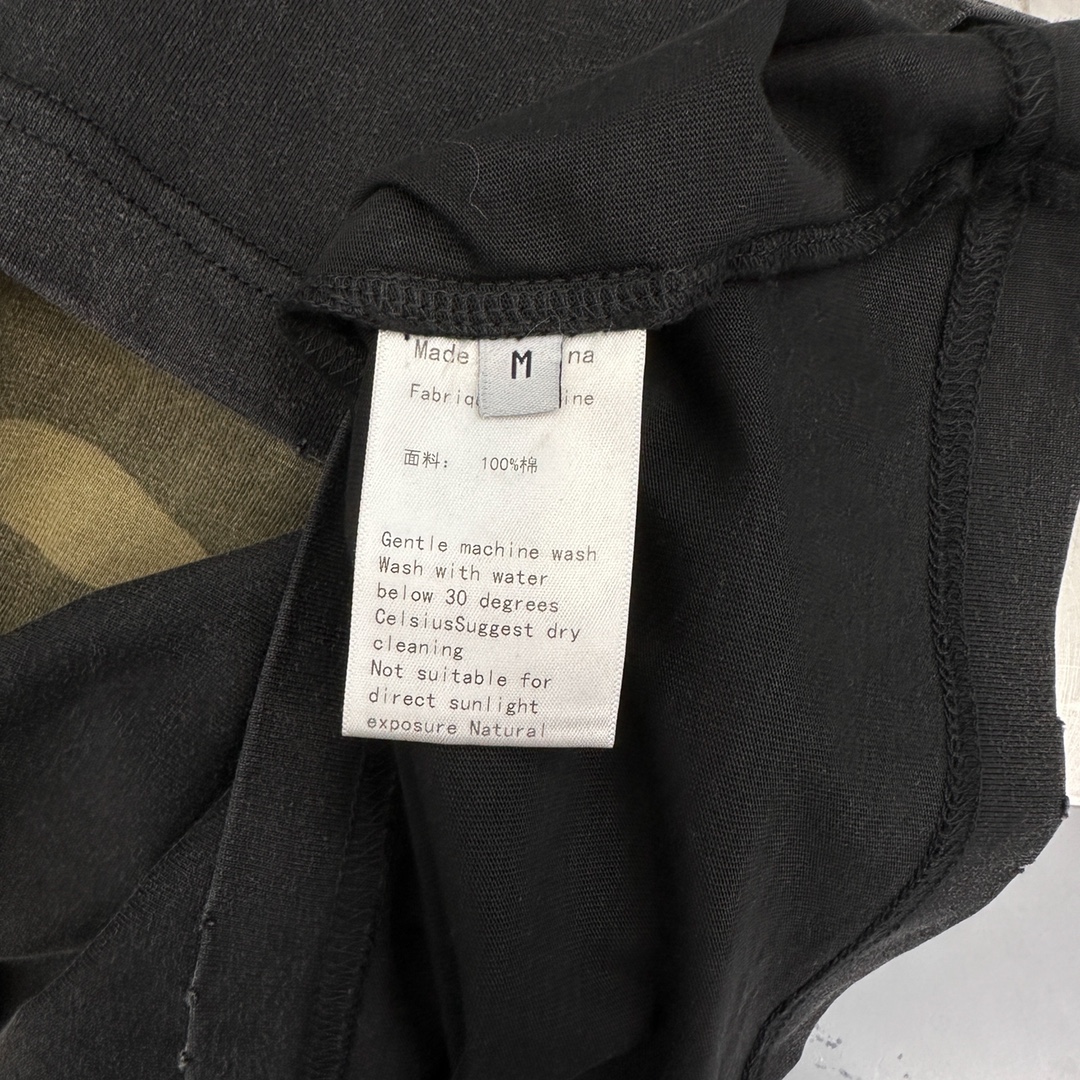 Made na
M
Fabriq ine
面料: 100%棉
Gentle machine wash
Wash with water
below 30 degrees
CelsiusSuggest dry
cleaning
Not suitable for
direct sunlight
exposure Natural